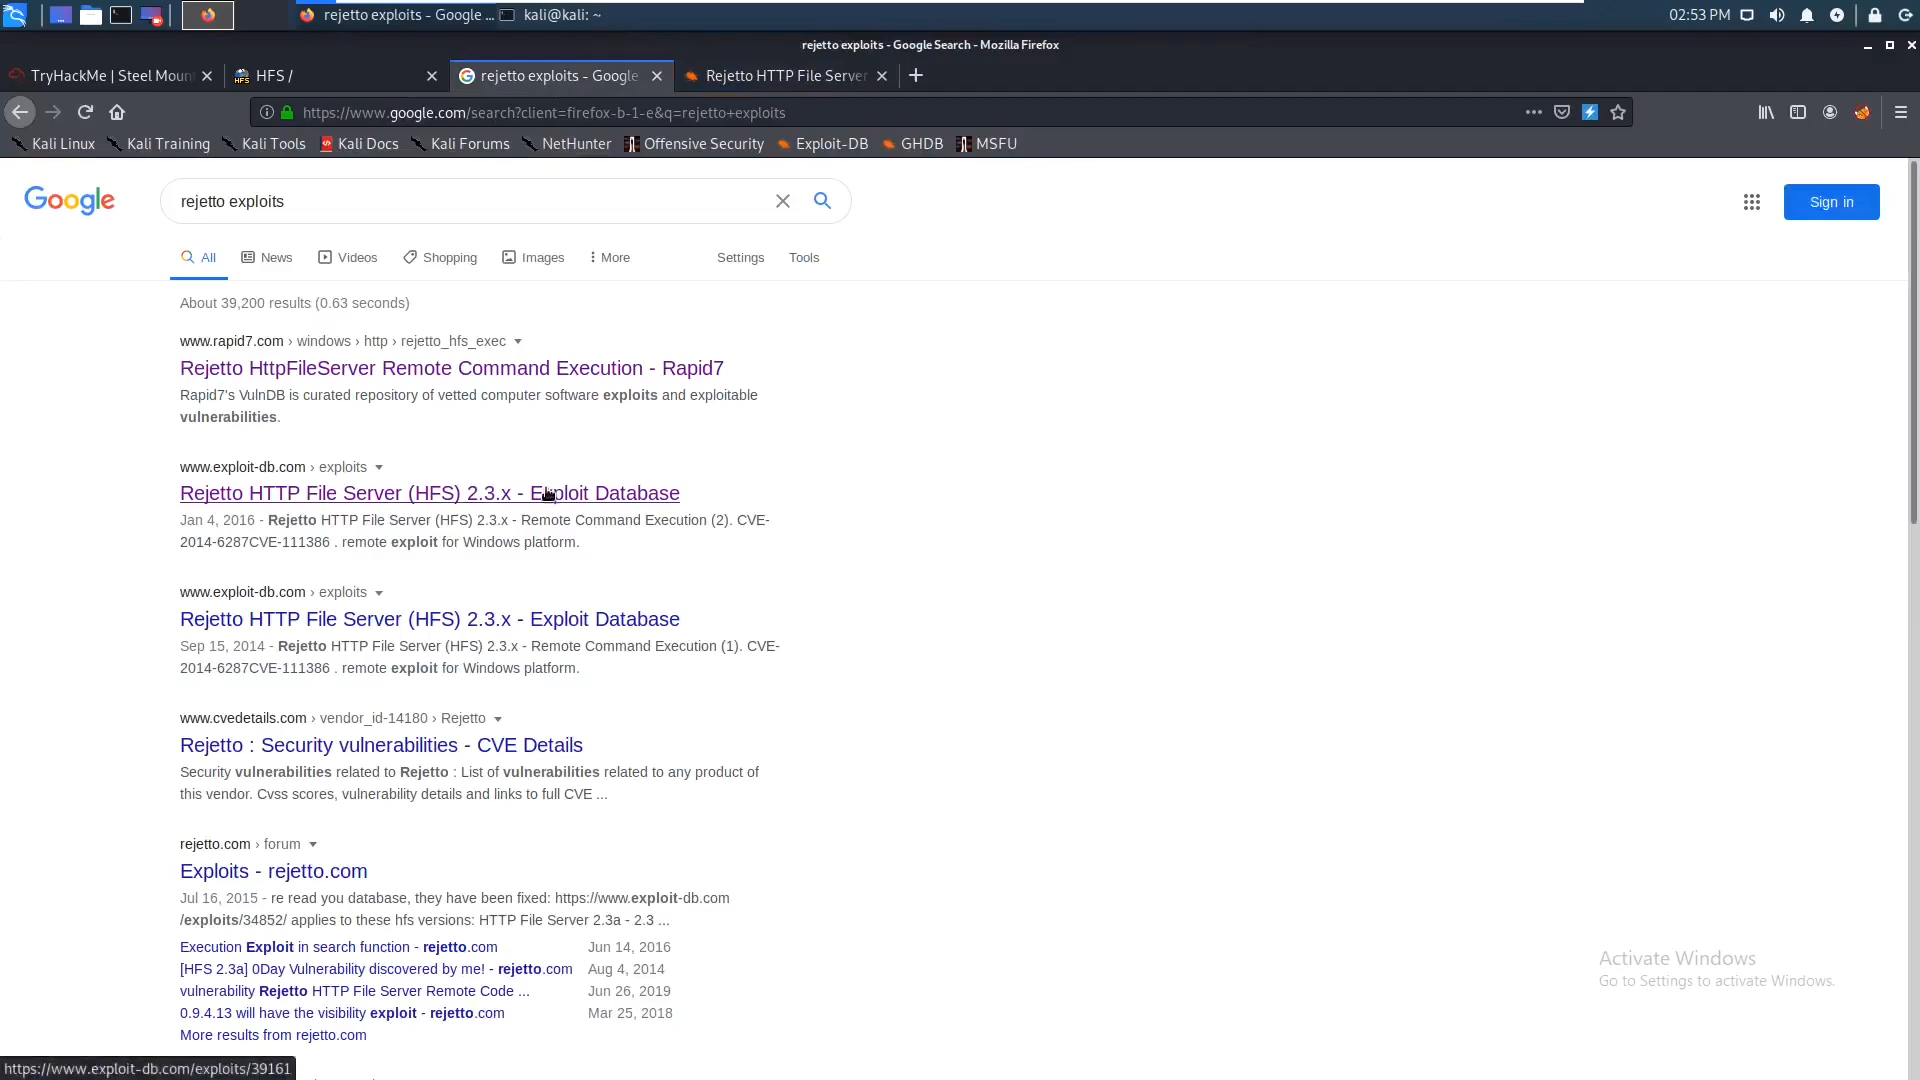 rejetto exploits - Google ...
kali@kali: ~
02:53 PM
rejetto exploits - Google Search - Mozilla Firefox
TryHackMe | Steel Moun
HFS /
rejetto exploits - Google
Rejetto HTTP File Server
https://www.google.com/search?client=firefox-b-1-e&q=rejetto+exploits
Kali Linux
Kali Training
Kali Tools
Kali Docs
Kali Forums
NetHunter
Offensive Security
Exploit-DB
GHDB
MSFU
Google
rejetto exploits
Sign in
All
News
Videos
Shopping
Images
More
Settings
Tools
About 39,200 results (0.63 seconds)
www.rapid7.com › windows › http › rejetto_hfs_exec
Rejetto HttpFileServer Remote Command Execution - Rapid7
Rapid7's VulnDB is curated repository of vetted computer software exploits and exploitable
vulnerabilities.
www.exploit-db.com › exploits
Rejetto HTTP File Server (HFS) 2.3.x - Exploit Database
Jan 4, 2016 - Rejetto HTTP File Server (HFS) 2.3.x - Remote Command Execution (2). CVE-
2014-6287CVE-111386 . remote exploit for Windows platform.
www.exploit-db.com › exploits
Rejetto HTTP File Server (HFS) 2.3.x - Exploit Database
Sep 15, 2014 - Rejetto HTTP File Server (HFS) 2.3.x - Remote Command Execution (1). CVE-
2014-6287CVE-111386 . remote exploit for Windows platform.
www.cvedetails.com › vendor_id-14180 › Rejetto
Rejetto : Security vulnerabilities - CVE Details
Security vulnerabilities related to Rejetto : List of vulnerabilities related to any product of
this vendor. Cvss scores, vulnerability details and links to full CVE ...
rejetto.com › forum
Exploits - rejetto.com
Jul 16, 2015 - re read you database, they have been fixed: https://www.exploit-db.com
/exploits/34852/ applies to these hfs versions: HTTP File Server 2.3a - 2.3 ...
Execution Exploit in search function - rejetto.com Jun 14, 2016
[HFS 2.3a] 0Day Vulnerability discovered by me! - rejetto.com Aug 4, 2014
vulnerability Rejetto HTTP File Server Remote Code ... Jun 26, 2019
0.9.4.13 will have the visibility exploit - rejetto.com Mar 25, 2018
More results from rejetto.com
Activate Windows
Go to Settings to activate Windows.
https://www.exploit-db.com/exploits/39161